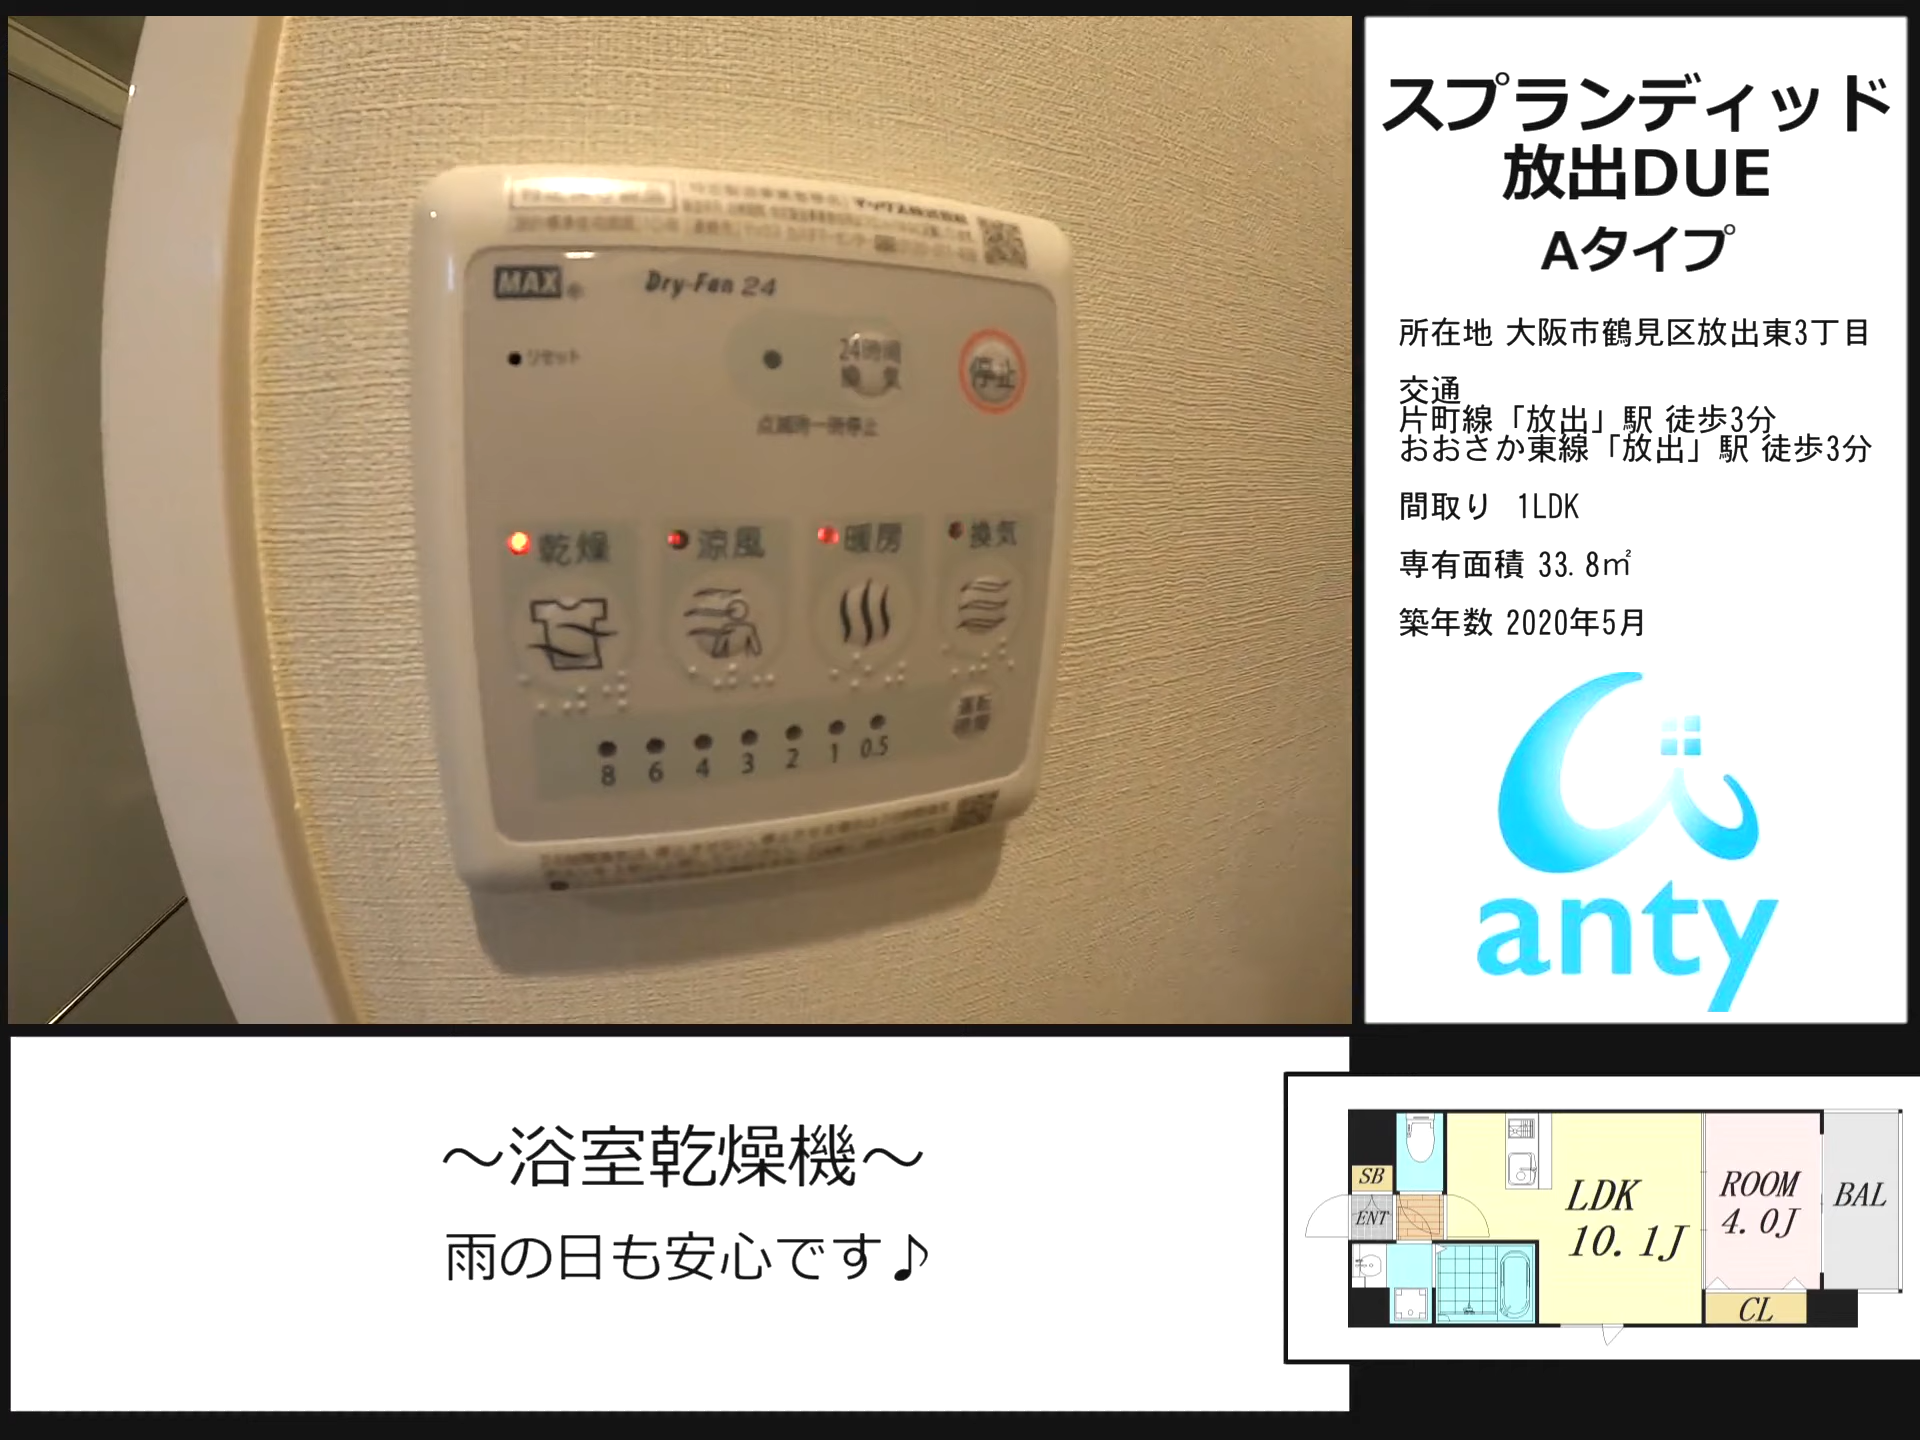 MAX
Dry-Fan 24
リセット
24時間
換気
停止
点滅時一時停止
乾燥
涼風
暖房
換気
運転
8 6 4 3 2 1 0.5
スプランディッド
放出DUE
Aタイプ
所在地 大阪市鶴見区放出東3丁目
交通
片町線「放出」駅 徒歩3分
おおさか東線「放出」駅 徒歩3分
間取り 1LDK
専有面積 33.8㎡
築年数 2020年5月
anty
～浴室乾燥機～
雨の日も安心です♪
SB
ENT
LDK
10.1J
ROOM
4.0J
BAL
CL